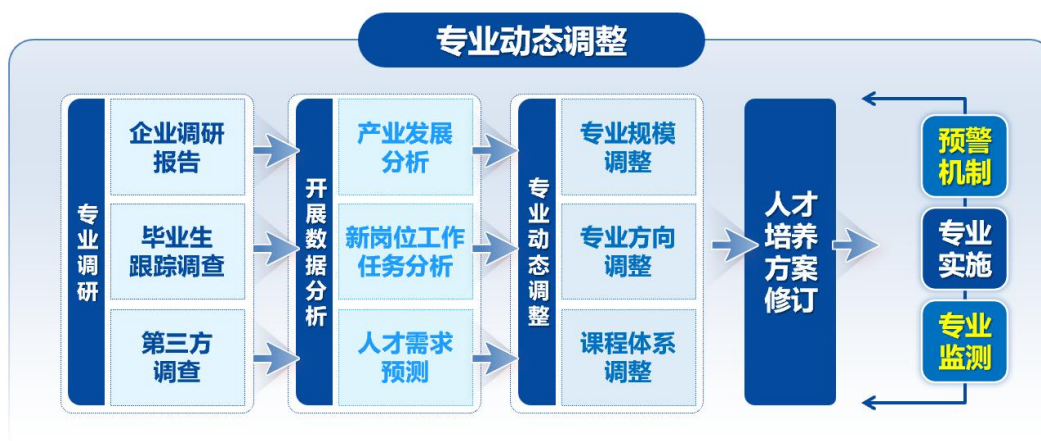 专业动态调整
专业调研
企业调研
报告
毕业生
跟踪调查
第三方
调查
开展数据分析
产业发展
分析
新岗位工作
任务分析
人才需求
预测
专业动态调整
专业规模
调整
专业方向
调整
课程体系
调整
人才
培养
方案
修订
预警
机制
专业
实施
专业
监测